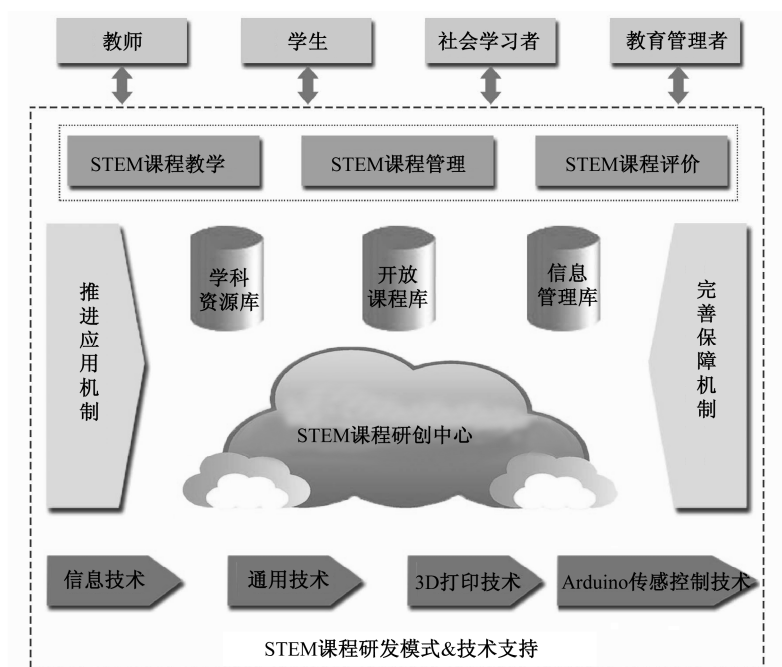 教师
学生
社会学习者
教育管理者
STEM课程教学
STEM课程管理
STEM课程评价
推进应用机制
学科
资源库
开放
课程库
信息
管理库
完善保障机制
STEM课程研创中心
信息技术
通用技术
3D打印技术
Arduino传感控制技术
STEM课程研发模式&技术支持